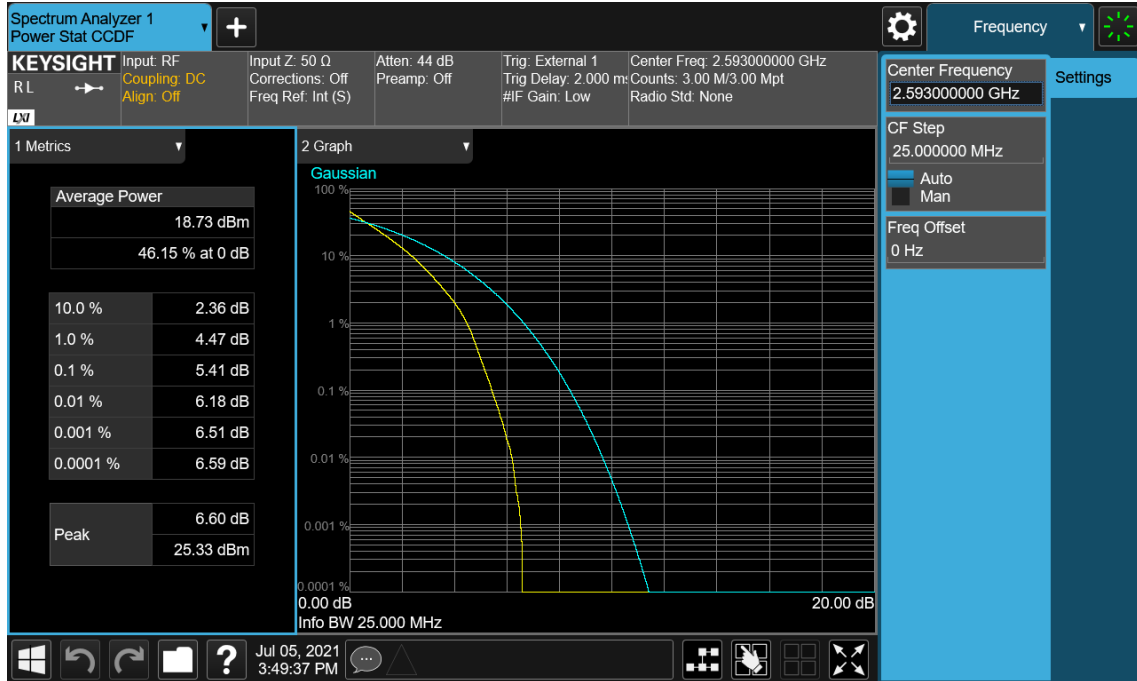 Spectrum Analyzer 1
Power Stat CCDF
Frequency
KEYSIGHT
R L
LXI
Input: RF
Coupling: DC
Align: Off
Input Z: 50 Ω
Corrections: Off
Freq Ref: Int (S)
Atten: 44 dB
Preamp: Off
Trig: External 1
Trig Delay: 2.000 ms
#IF Gain: Low
Center Freq: 2.593000000 GHz
Counts: 3.00 M/3.00 Mpt
Radio Std: None
Center Frequency
2.593000000 GHz
Settings
CF Step
25.000000 MHz
Auto
Man
Freq Offset
0 Hz
1 Metrics
Average Power
18.73 dBm
46.15 % at 0 dB
10.0 % 2.36 dB
1.0 % 4.47 dB
0.1 % 5.41 dB
0.01 % 6.18 dB
0.001 % 6.51 dB
0.0001 % 6.59 dB
Peak
6.60 dB
25.33 dBm
2 Graph
Gaussian
100 %
10 %
1 %
0.1 %
0.01 %
0.001 %
0.0001 %
0.00 dB 20.00 dB
Info BW 25.000 MHz
?
Jul 05, 2021
3:49:37 PM